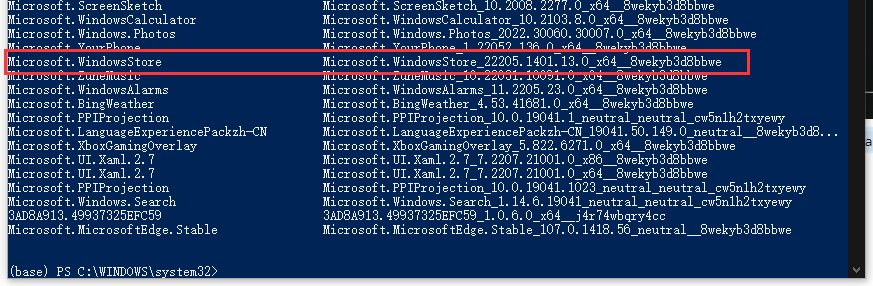 Microsoft.ScreenSketch Microsoft.ScreenSketch_10.2008.2277.0_x64__8wekyb3d8bbwe
Microsoft.WindowsCalculator Microsoft.WindowsCalculator_10.2103.8.0_x64__8wekyb3d8bbwe
Microsoft.Windows.Photos Microsoft.Windows.Photos_2022.30060.30007.0_x64__8wekyb3d8bbwe
Microsoft.YourPhone Microsoft.YourPhone_1.22052.136.0_x64__8wekyb3d8bbwe
Microsoft.WindowsStore Microsoft.WindowsStore_22205.1401.13.0_x64__8wekyb3d8bbwe
Microsoft.ZuneMusic Microsoft.ZuneMusic_10.22031.10091.0_x64__8wekyb3d8bbwe
Microsoft.WindowsAlarms Microsoft.WindowsAlarms_11.2205.23.0_x64__8wekyb3d8bbwe
Microsoft.BingWeather Microsoft.BingWeather_4.53.41681.0_x64__8wekyb3d8bbwe
Microsoft.PPIProjection Microsoft.PPIProjection_10.0.19041.1_neutral_neutral_cw5n1h2txyewy
Microsoft.LanguageExperiencePackzh-CN Microsoft.LanguageExperiencePackzh-CN_19041.50.149.0_neutral__8wekyb3d8...
Microsoft.XboxGamingOverlay Microsoft.XboxGamingOverlay_5.822.6271.0_x64__8wekyb3d8bbwe
Microsoft.UI.Xaml.2.7 Microsoft.UI.Xaml.2.7_7.2207.21001.0_x86__8wekyb3d8bbwe
Microsoft.UI.Xaml.2.7 Microsoft.UI.Xaml.2.7_7.2207.21001.0_x64__8wekyb3d8bbwe
Microsoft.PPIProjection Microsoft.PPIProjection_10.0.19041.1023_neutral_neutral_cw5n1h2txyewy
Microsoft.Windows.Search Microsoft.Windows.Search_1.14.6.19041_neutral_neutral_cw5n1h2txyewy
3AD8A913.49937325EFC59 3AD8A913.49937325EFC59_1.0.6.0_x64__j4r74wbqry4cc
Microsoft.MicrosoftEdge.Stable Microsoft.MicrosoftEdge.Stable_107.0.1418.56_neutral__8wekyb3d8bbwe
(base) PS C:\WINDOWS\system32>